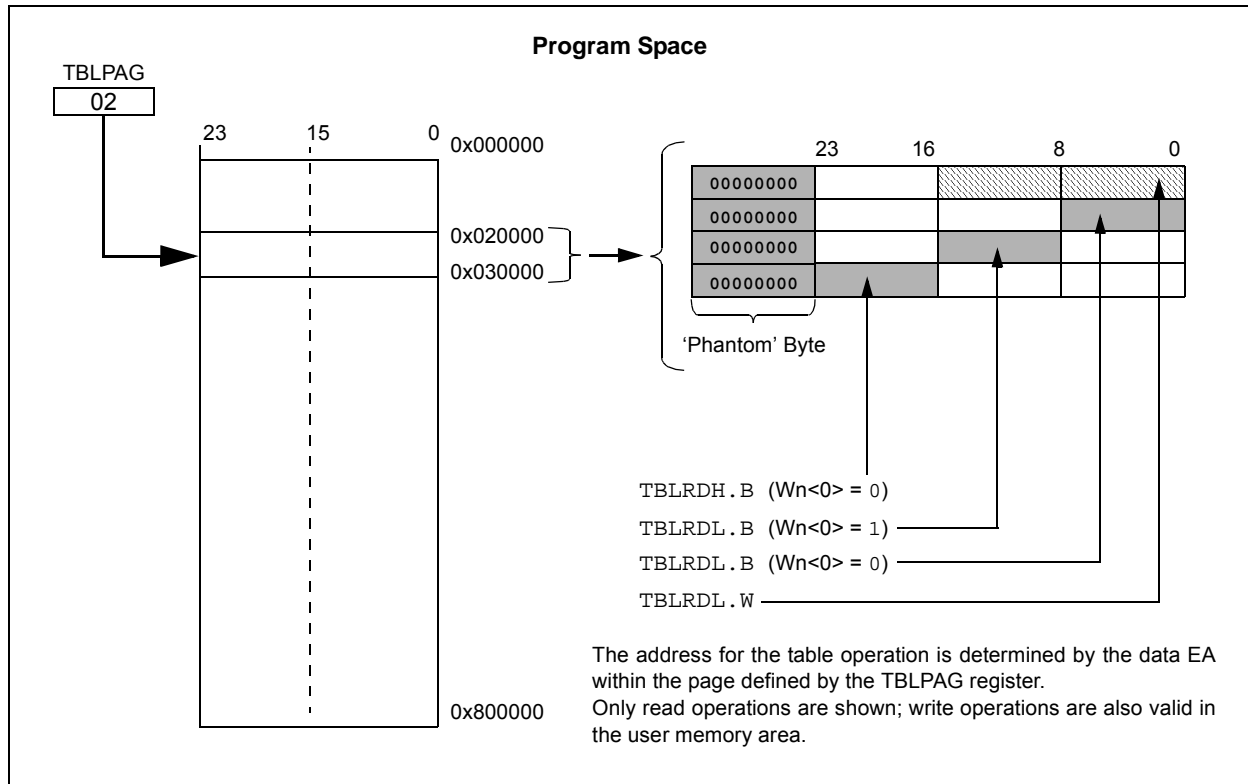 Program Space
TBLPAG
02
23 15 0
0x000000
0x020000
0x030000
0x800000
23 16 8 0
00000000
00000000
00000000
00000000
‘Phantom’ Byte
TBLRDH.B (Wn<0> = 0)
TBLRDL.B (Wn<0> = 1)
TBLRDL.B (Wn<0> = 0)
TBLRDL.W
The address for the table operation is determined by the data EA
within the page defined by the TBLPAG register.
Only read operations are shown; write operations are also valid in
the user memory area.